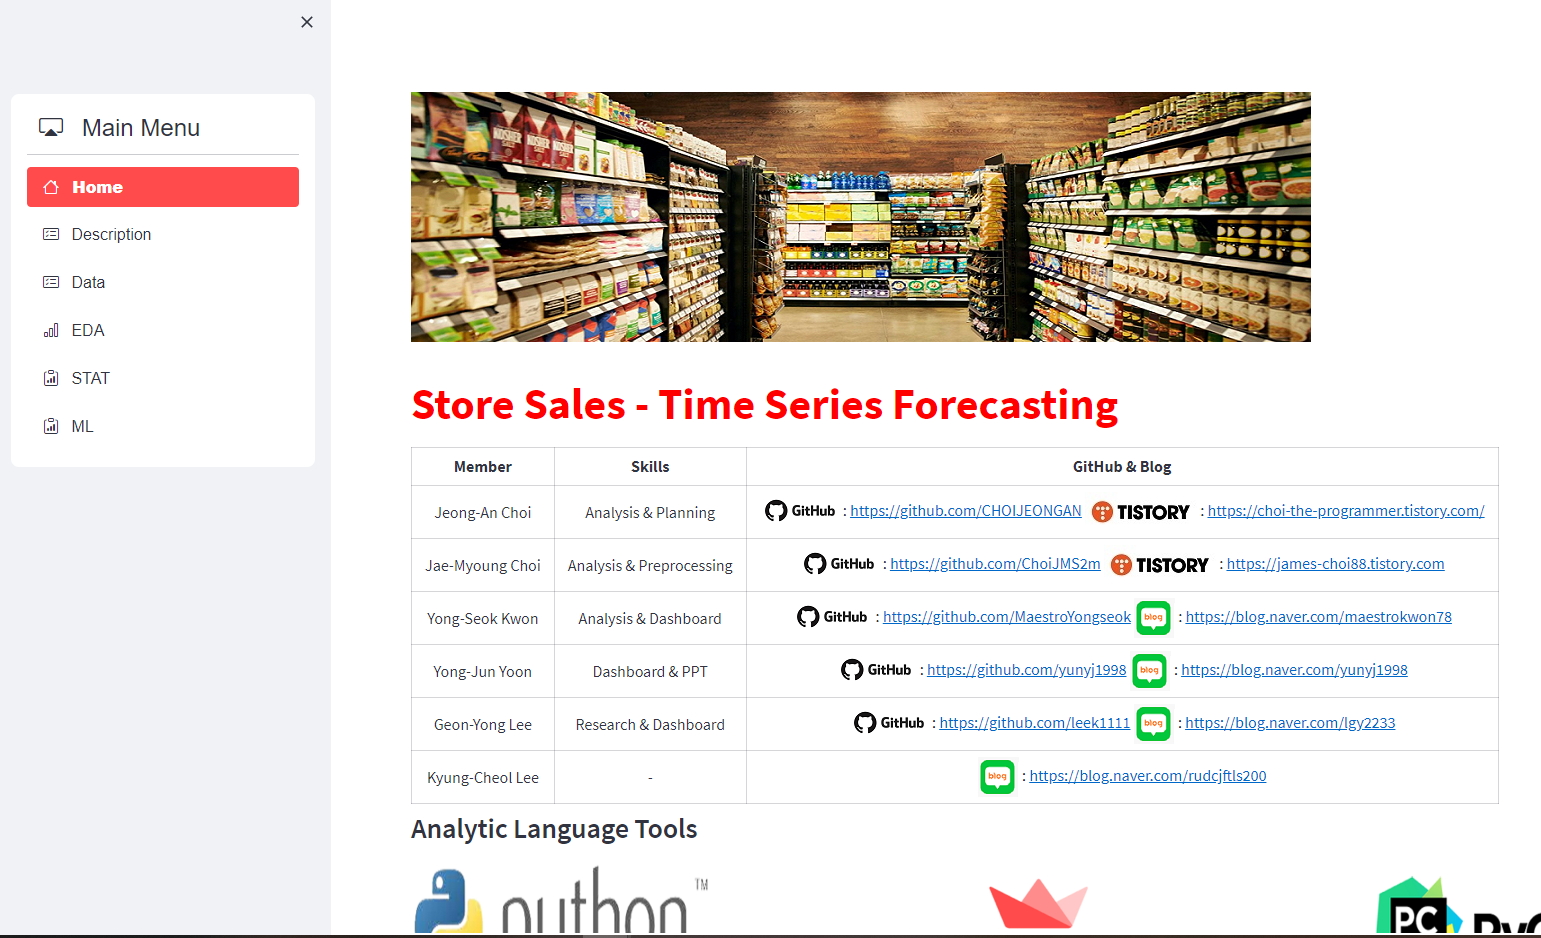 Main Menu
Home
Description
Data
EDA
STAT
ML
KOSHER
Store Sales - Time Series Forecasting
Member Skills GitHub & Blog
Jeong-An Choi Analysis & Planning GitHub : https://github.com/CHOIJEONGAN TISTORY : https://choi-the-programmer.tistory.com/
Jae-Myoung Choi Analysis & Preprocessing GitHub : https://github.com/ChoiJMS2m TISTORY : https://james-choi88.tistory.com
Yong-Seok Kwon Analysis & Dashboard GitHub : https://github.com/MaestroYongseok blog : https://blog.naver.com/maestrokwon78
Yong-Jun Yoon Dashboard & PPT GitHub : https://github.com/yunyj1998 blog : https://blog.naver.com/yunyj1998
Geon-Yong Lee Research & Dashboard GitHub : https://github.com/leek1111 blog : https://blog.naver.com/lgy2233
Kyung-Cheol Lee - blog : https://blog.naver.com/rudcjftls200
Analytic Language Tools
python TM PC